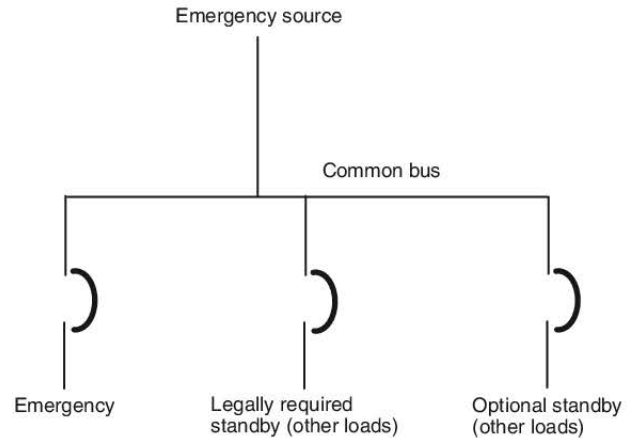 Emergency source
Common bus
Emergency
Legally required
standby (other loads)
Optional standby
(other loads)